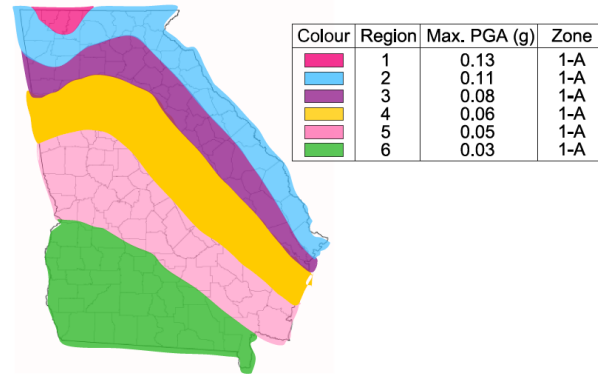 Colour Region Max. PGA (g) Zone
1 0.13 1-A
2 0.11 1-A
3 0.08 1-A
4 0.06 1-A
5 0.05 1-A
6 0.03 1-A